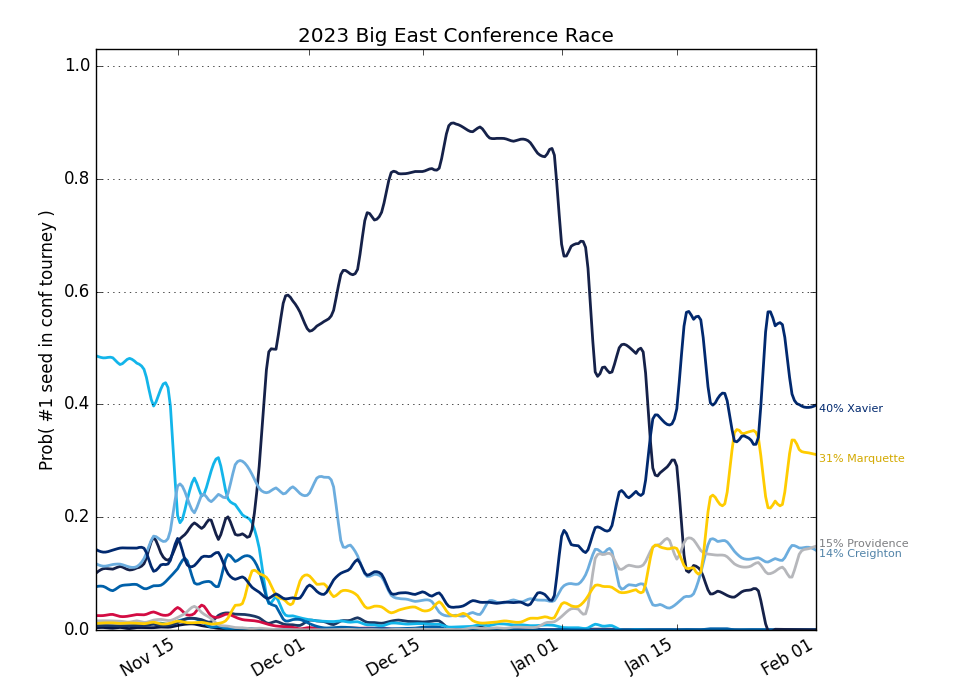 2023 Big East Conference Race
Prob( #1 seed in conf tourney )
1.0
0.8
0.6
0.4
0.2
0.0
40% Xavier
31% Marquette
15% Providence
14% Creighton
Nov 15
Dec 01
Dec 15
Jan 01
Jan 15
Feb 01